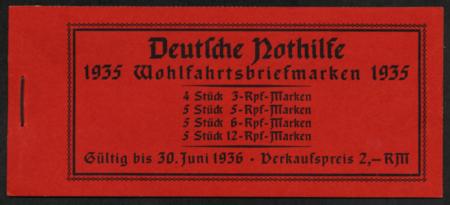 Deutsche Nothilfe
1935 Wohlfahrtsbriefmarken 1935
4 Stück 3-Rpf-Marken
5 Stück 5-Rpf-Marken
5 Stück 6-Rpf-Marken
5 Stück 12-Rpf-Marken
Gültig bis 30. Juni 1936 · Verkaufspreis 2,– RM